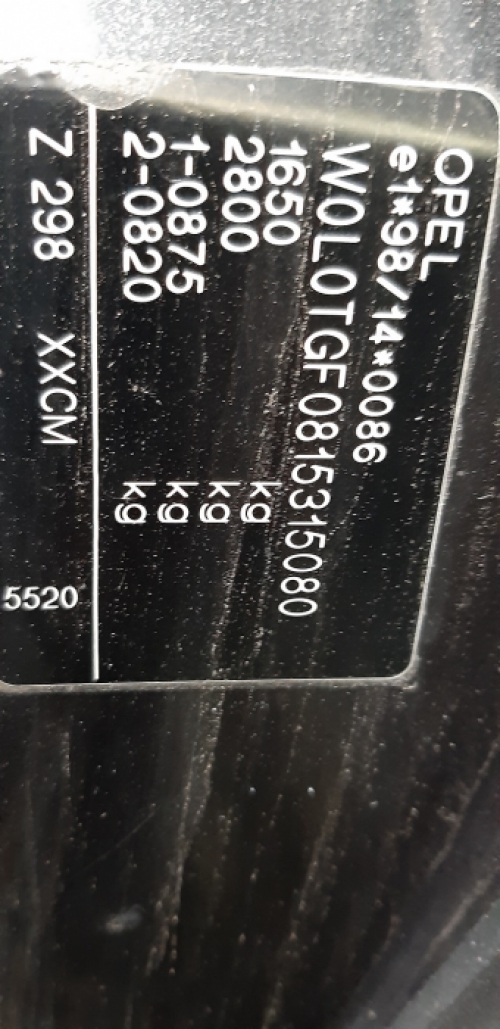 OPEL
e1*98/14*0086
W0L0TGF0815315080
1650 kg
2800 kg
1-0875 kg
2-0820 kg
Z 298 XXCM
5520